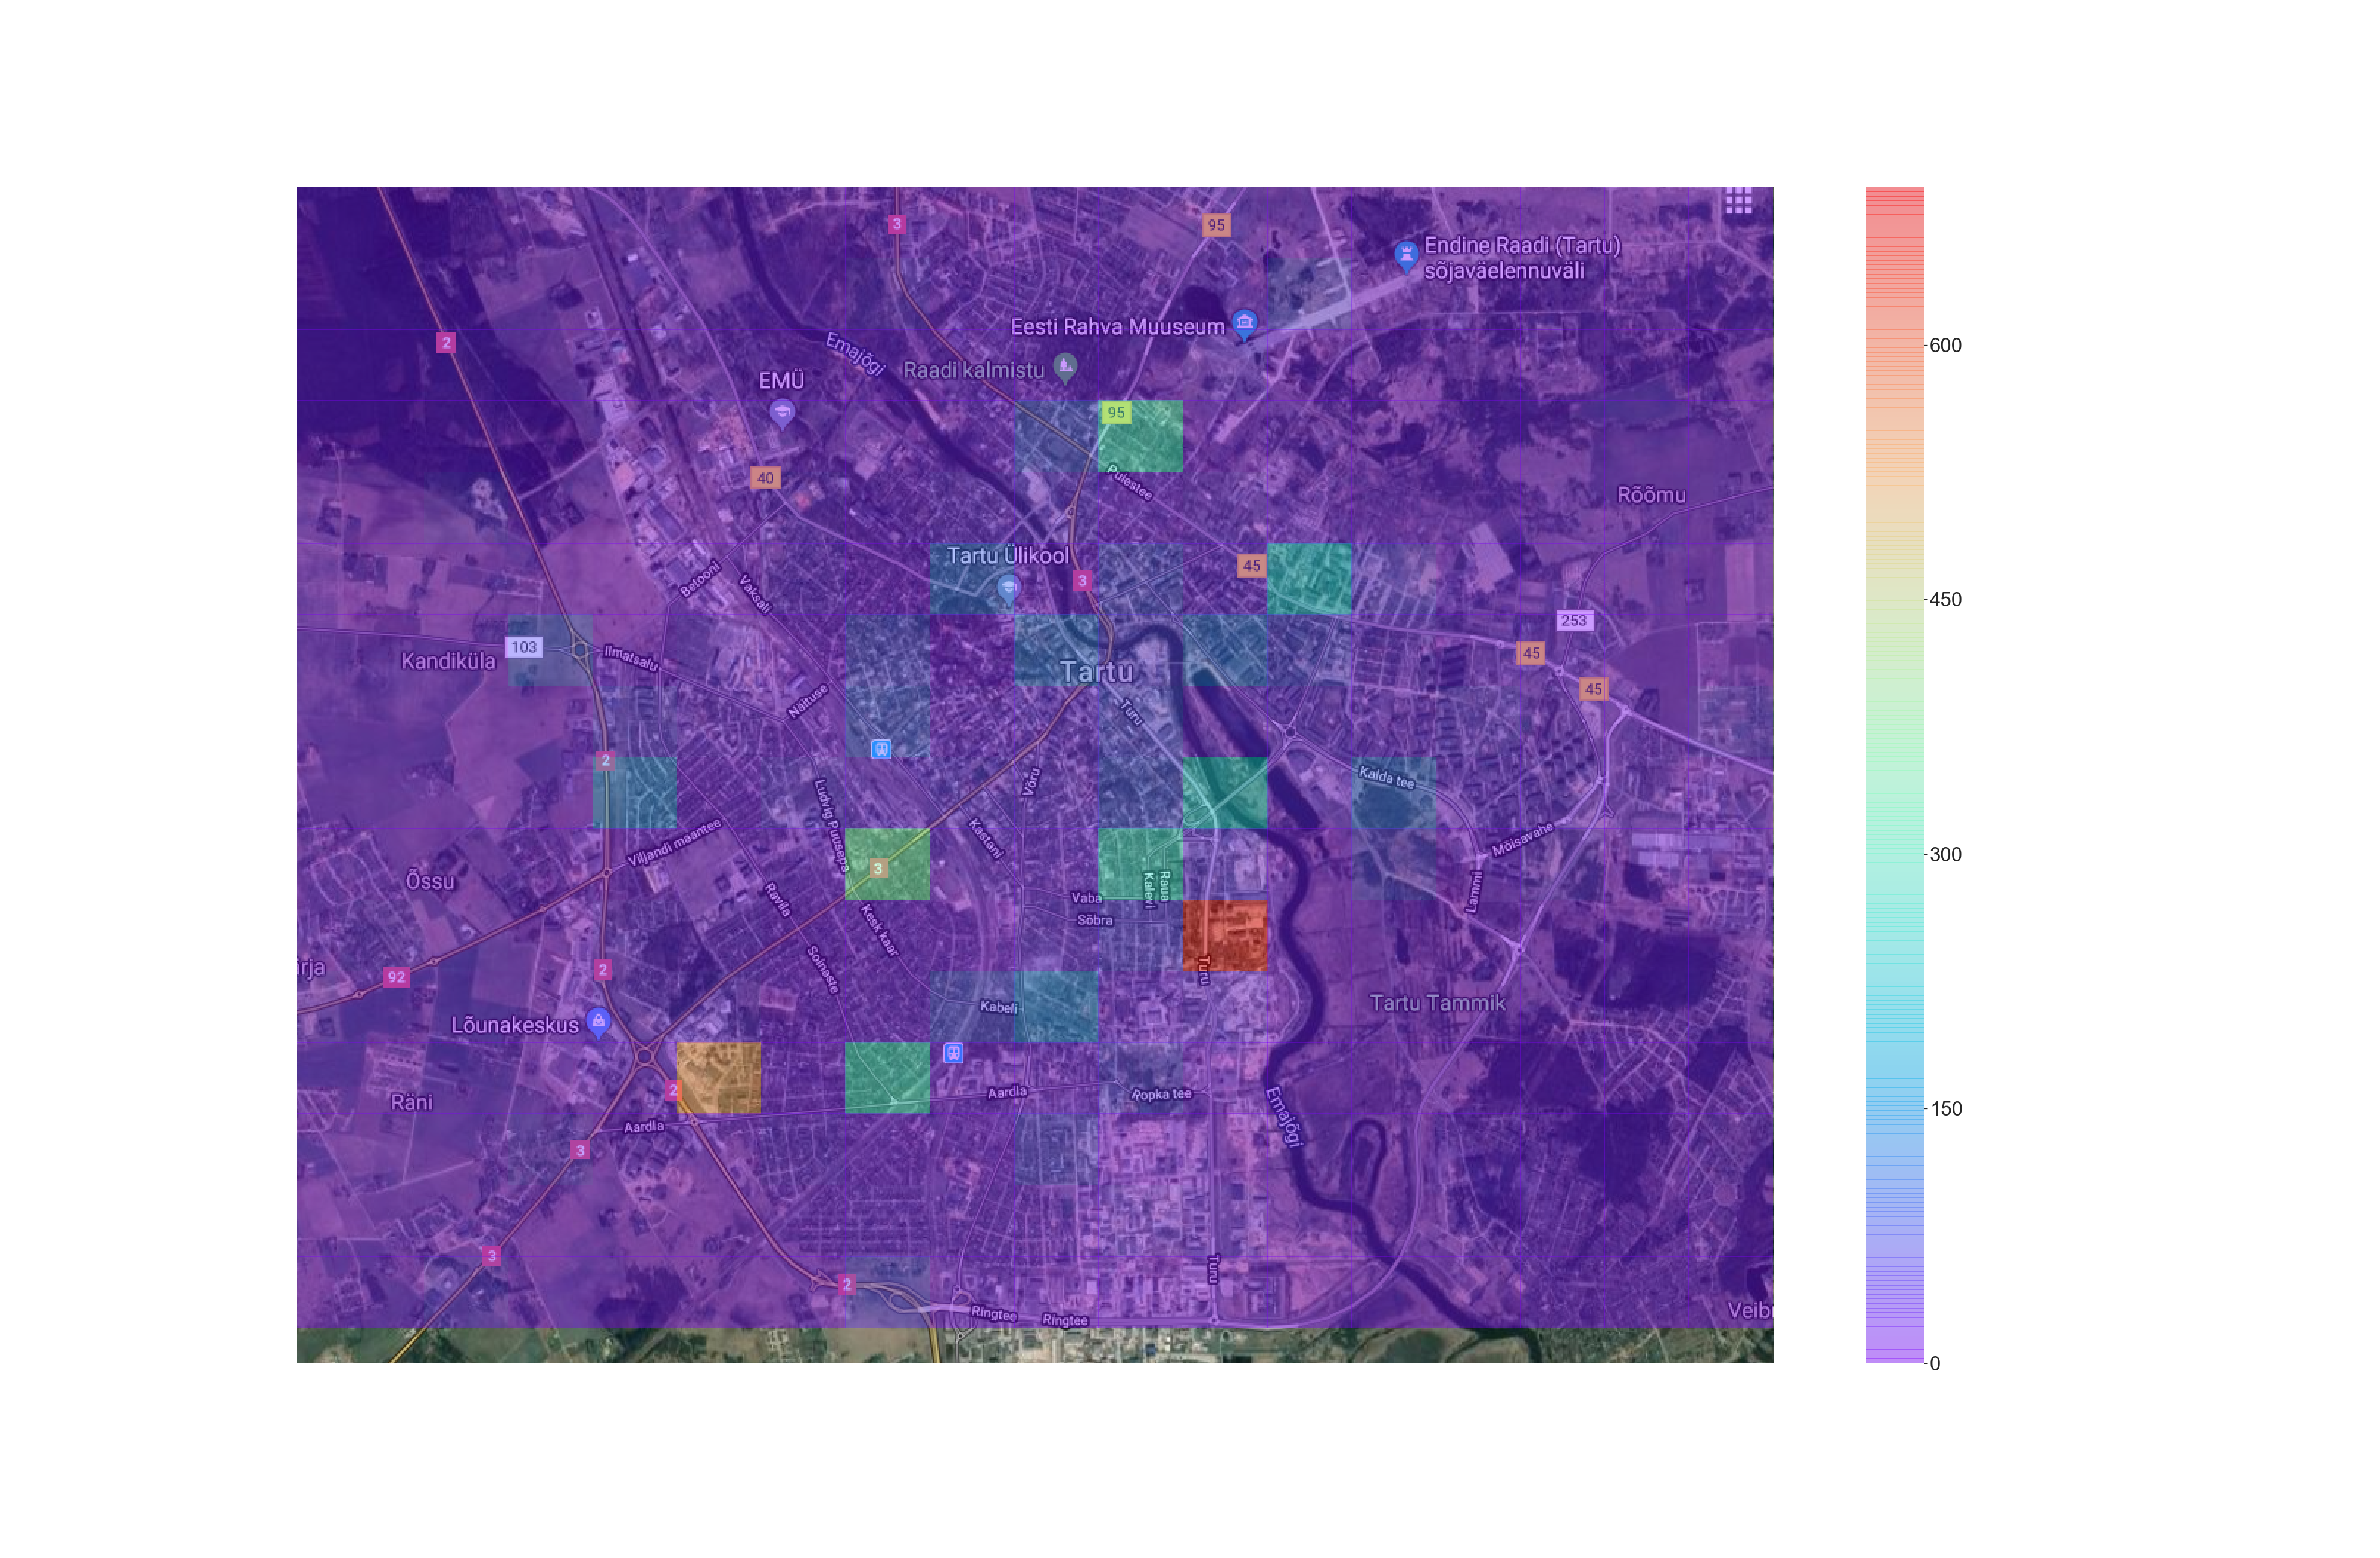 3
95
Endine Raadi (Tartu)
sõjaväelennuväli
Eesti Rahva Muuseum
2
Emajõgi
Raadi kalmistu
EMÜ
95
40
Puiestee
Rõõmu
Tartu Ülikool
45
3
Betooni
Vaksali
253
103
Ilmatsalu
Kandiküla
45
Tartu
45
Näituse
Turu
2
Kalda tee
Võru
Ludvig Puusepa
Viljandi maantee
Kastani
Mõisavahe
3
Õssu
Ravila
Raua
Kalevi
Lammi
Vaba
Sõbra
Kesk kaar
irja
92
2
Soinaste
Turu
Tartu Tammik
Kabeli
Lõunakeskus
2
Aardla
Ropka tee
Räni
Emajõgi
Aardla
3
3
2
Turu
Ringtee
Ringtee
Veib
600
450
300
150
0